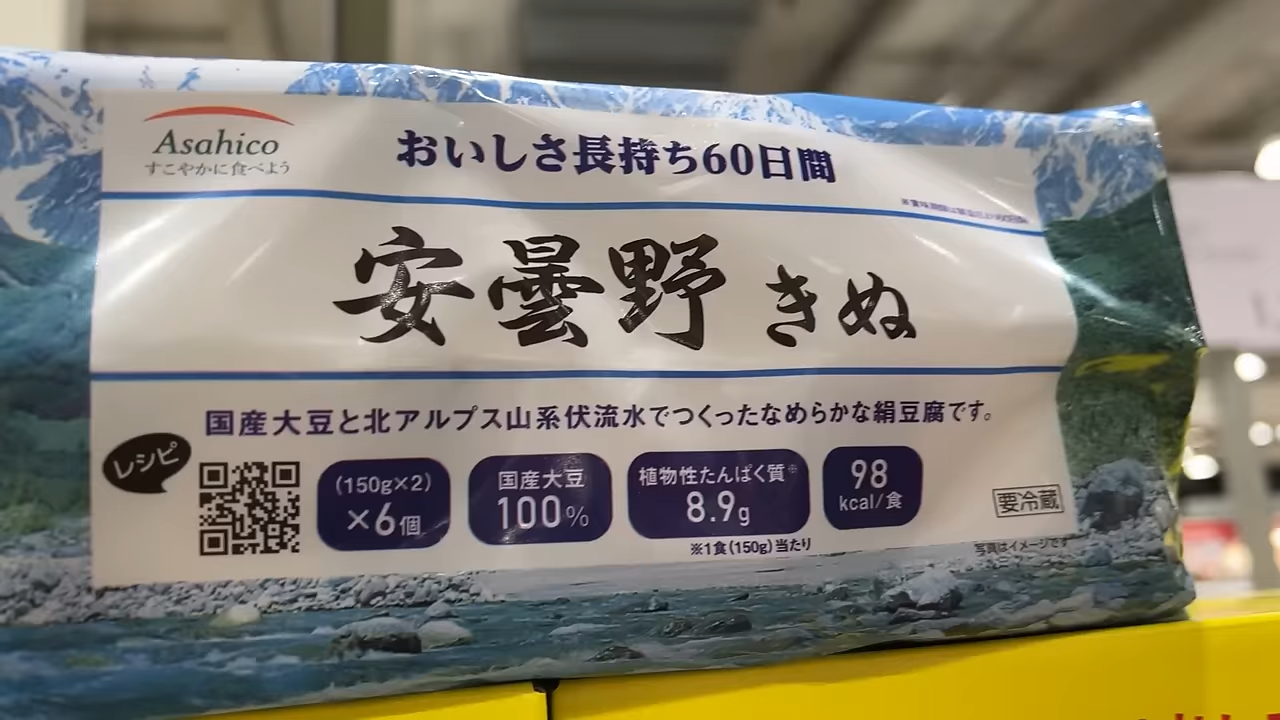 Asahico
すこやかに食べよう
おいしさ長持ち60日間
安曇野 きぬ
国産大豆と北アルプス山系伏流水でつくったなめらかな絹豆腐です。
レシピ
(150g×2)
×6個
国産大豆
100%
植物性たんぱく質※
8.9g
※1食(150g)当たり
98
kcal/食
要冷蔵
写真はイメージです